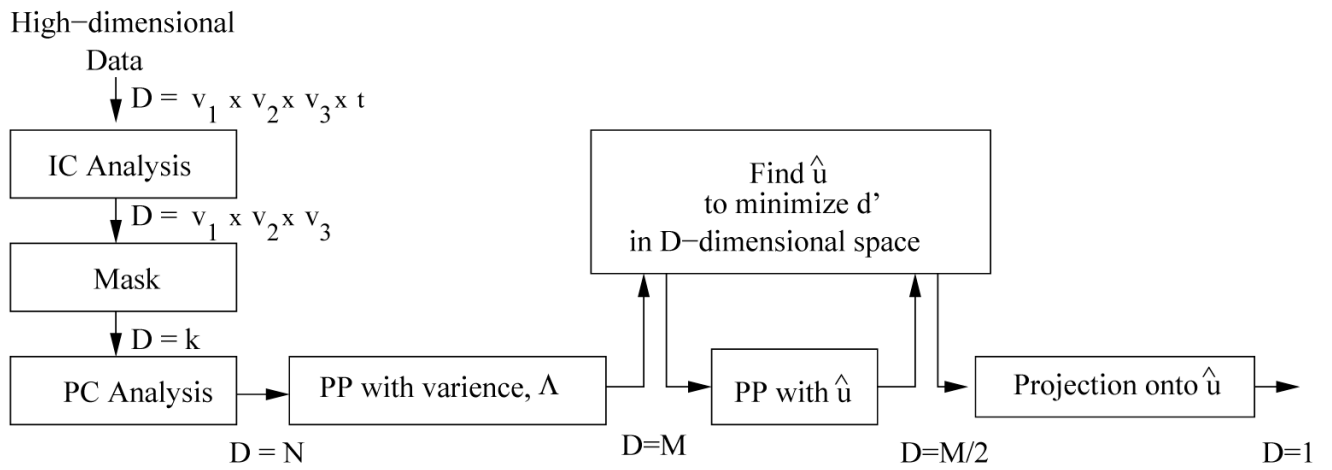 High−dimensional
Data
D = v1 x v2 x v3 x t
IC Analysis
D = v1 x v2 x v3
Mask
D = k
PC Analysis
D = N
PP with varience, Λ
D=M
Find û
to minimize d’
in D−dimensional space
PP with û
D=M/2
Projection onto û
D=1